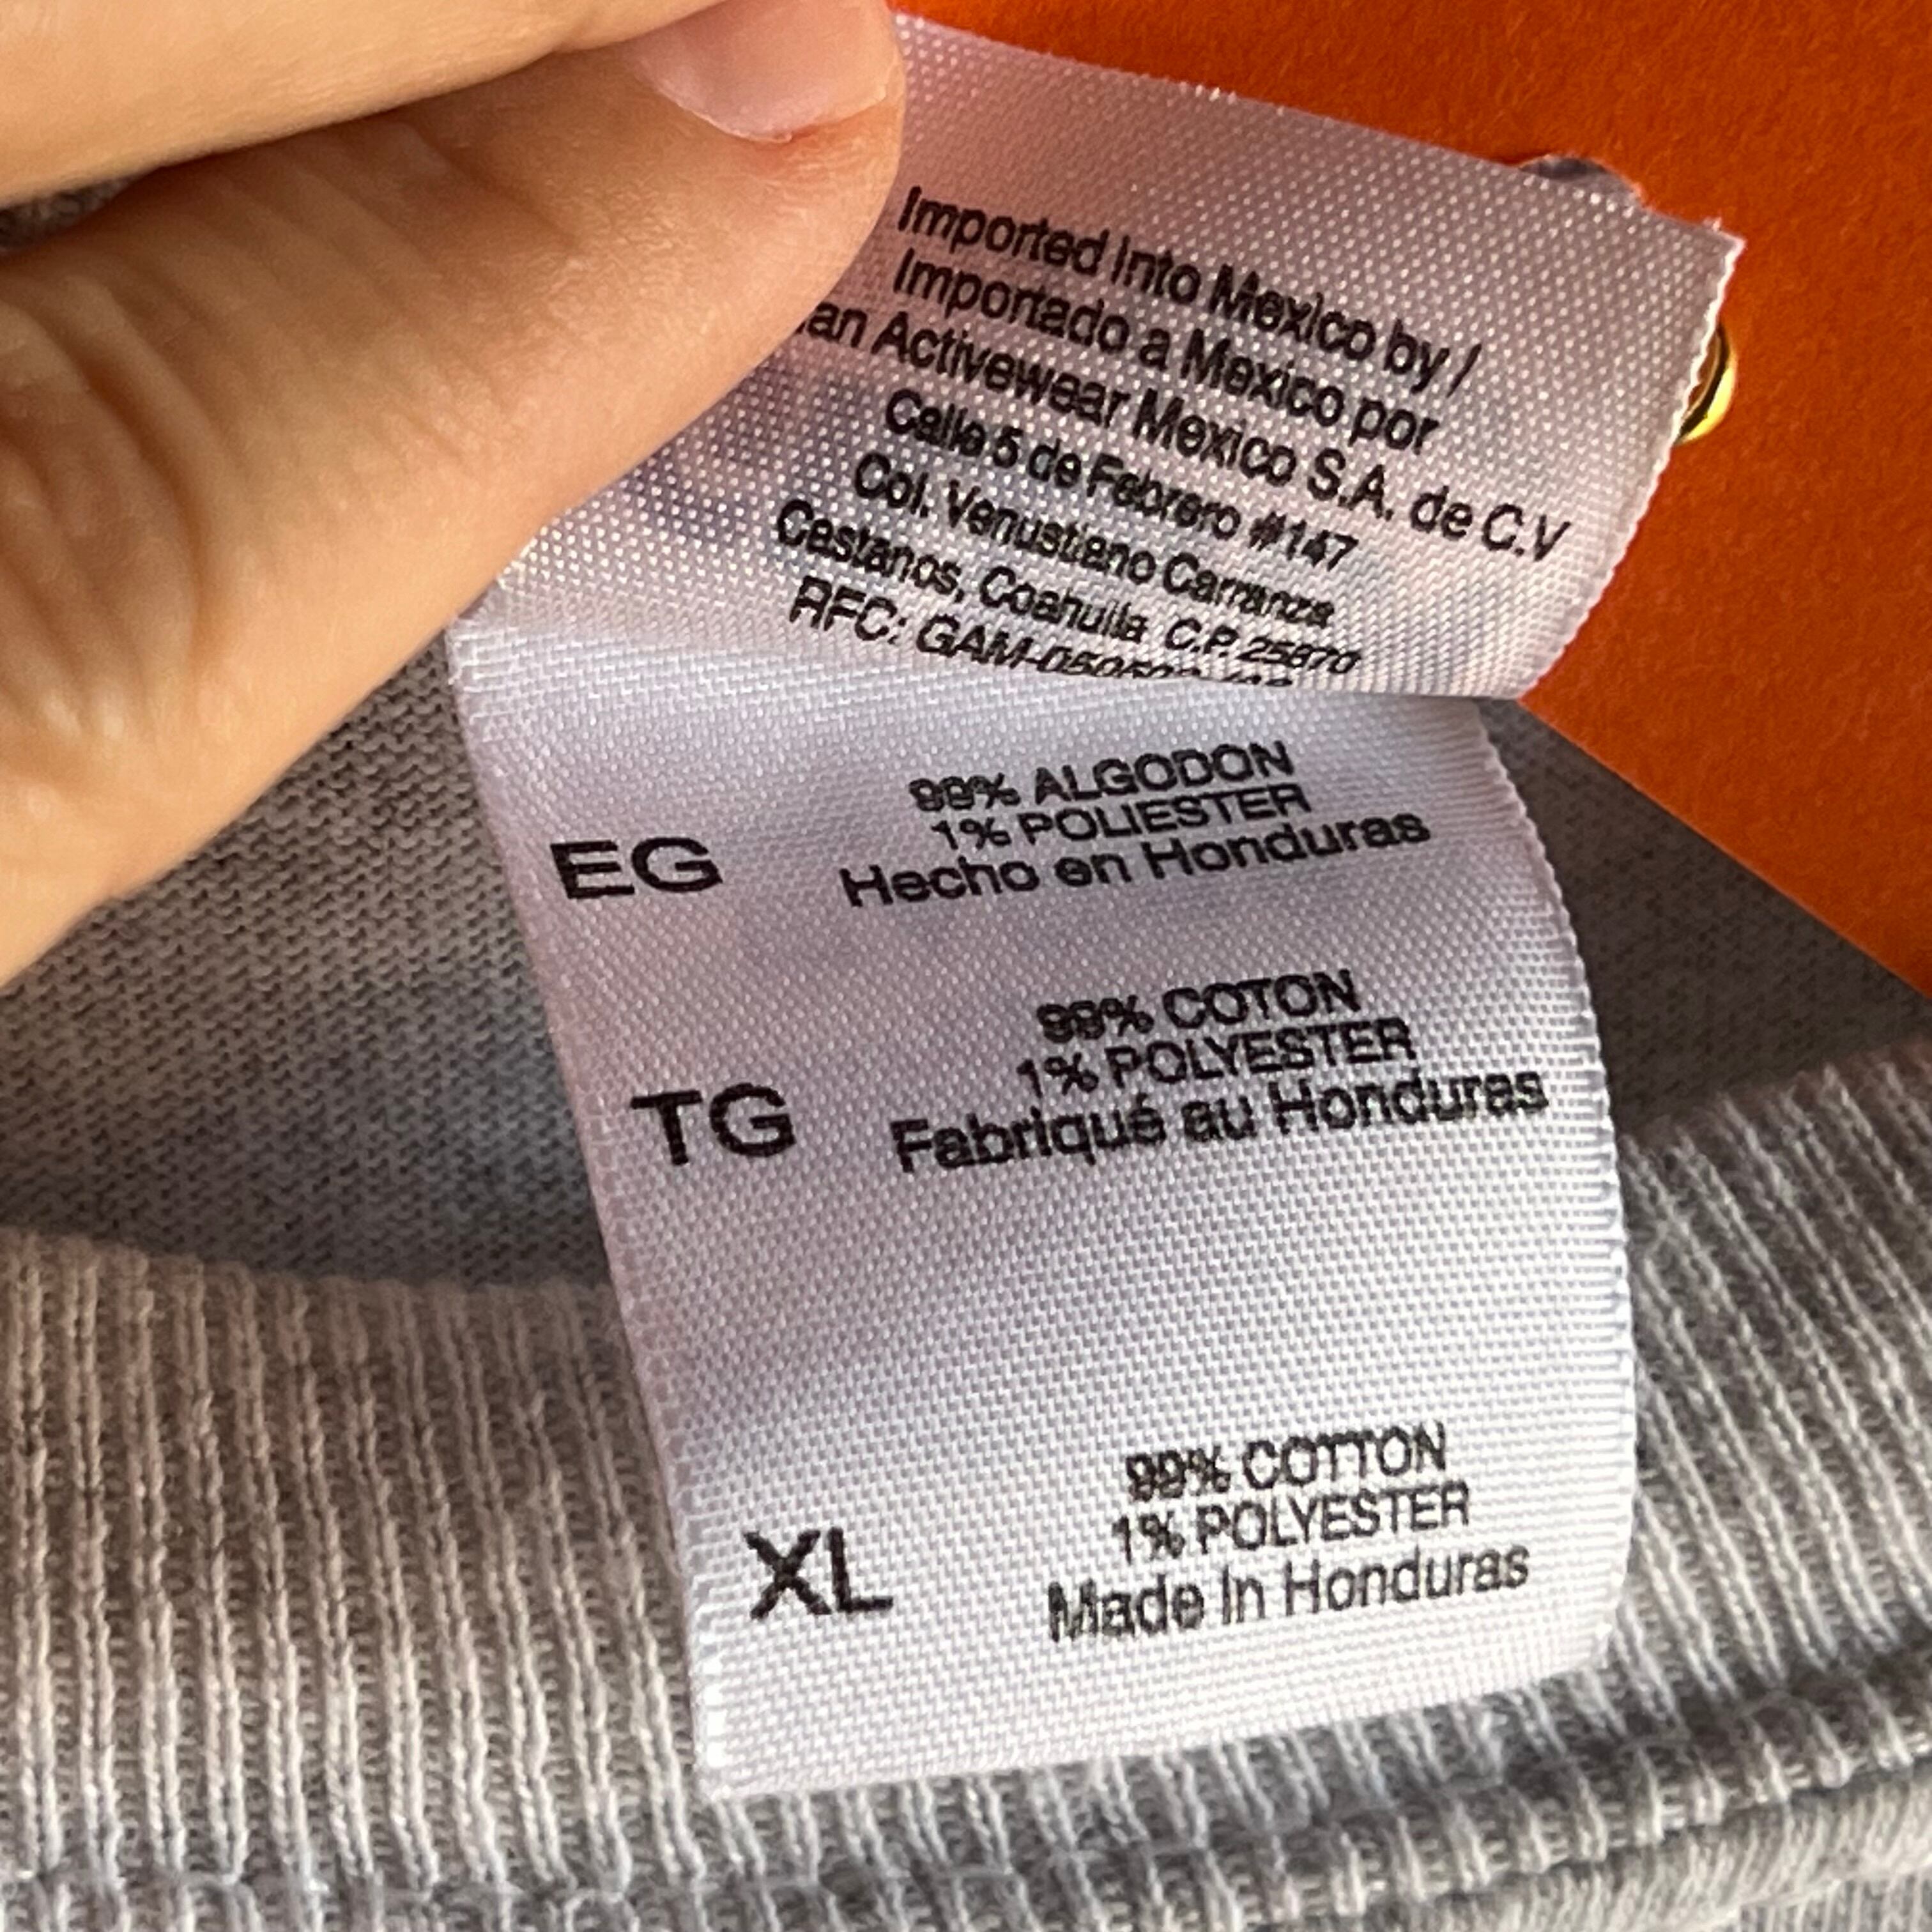 Imported Into Mexico by /
Importado a Mexico por
Activewear Mexico S.A. de C.V
Calle 5 de Febrero #147
Col. Venustiano Carranza
Castanos, Coahuila C.P. 25870
RFC:
EG
99% ALGODON
1% POLIESTER
Hecho en Honduras
TG
99% COTON
1% POLYESTER
Fabriqué au Honduras
XL
99% COTTON
1% POLYESTER
Made In Honduras